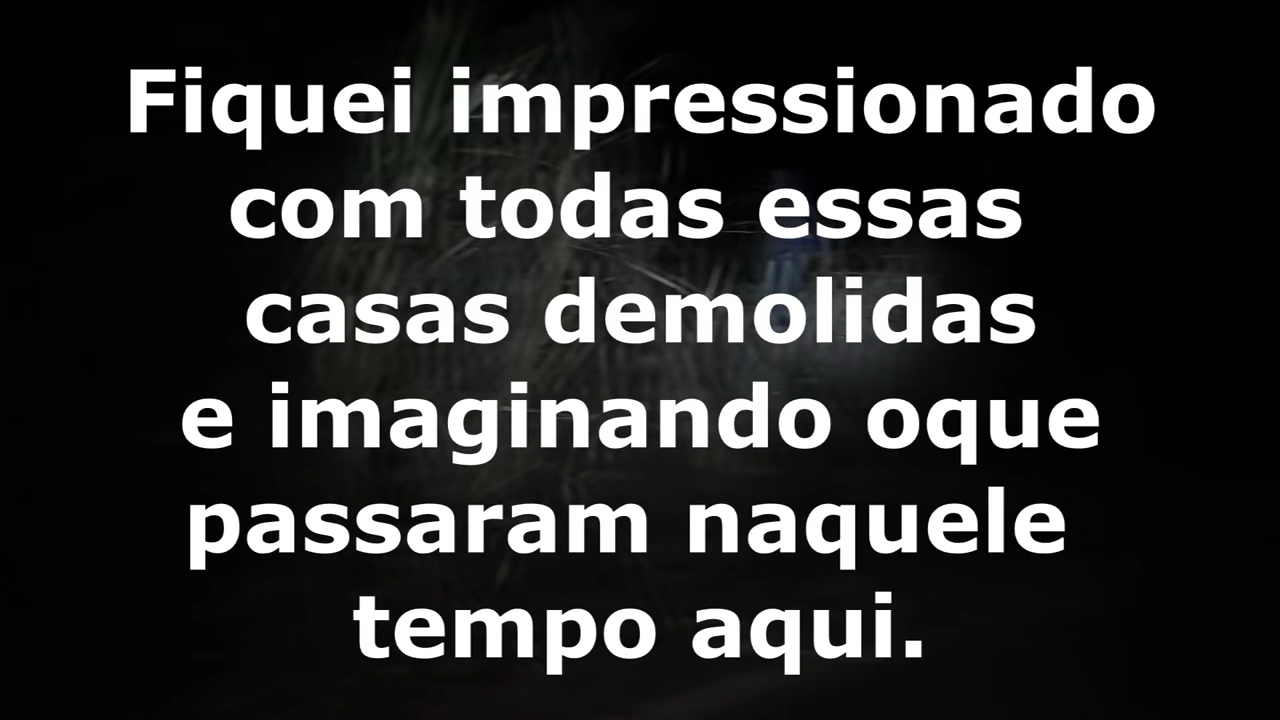 Fiquei impressionado
com todas essas
casas demolidas
e imaginando oque
passaram naquele
tempo aqui.